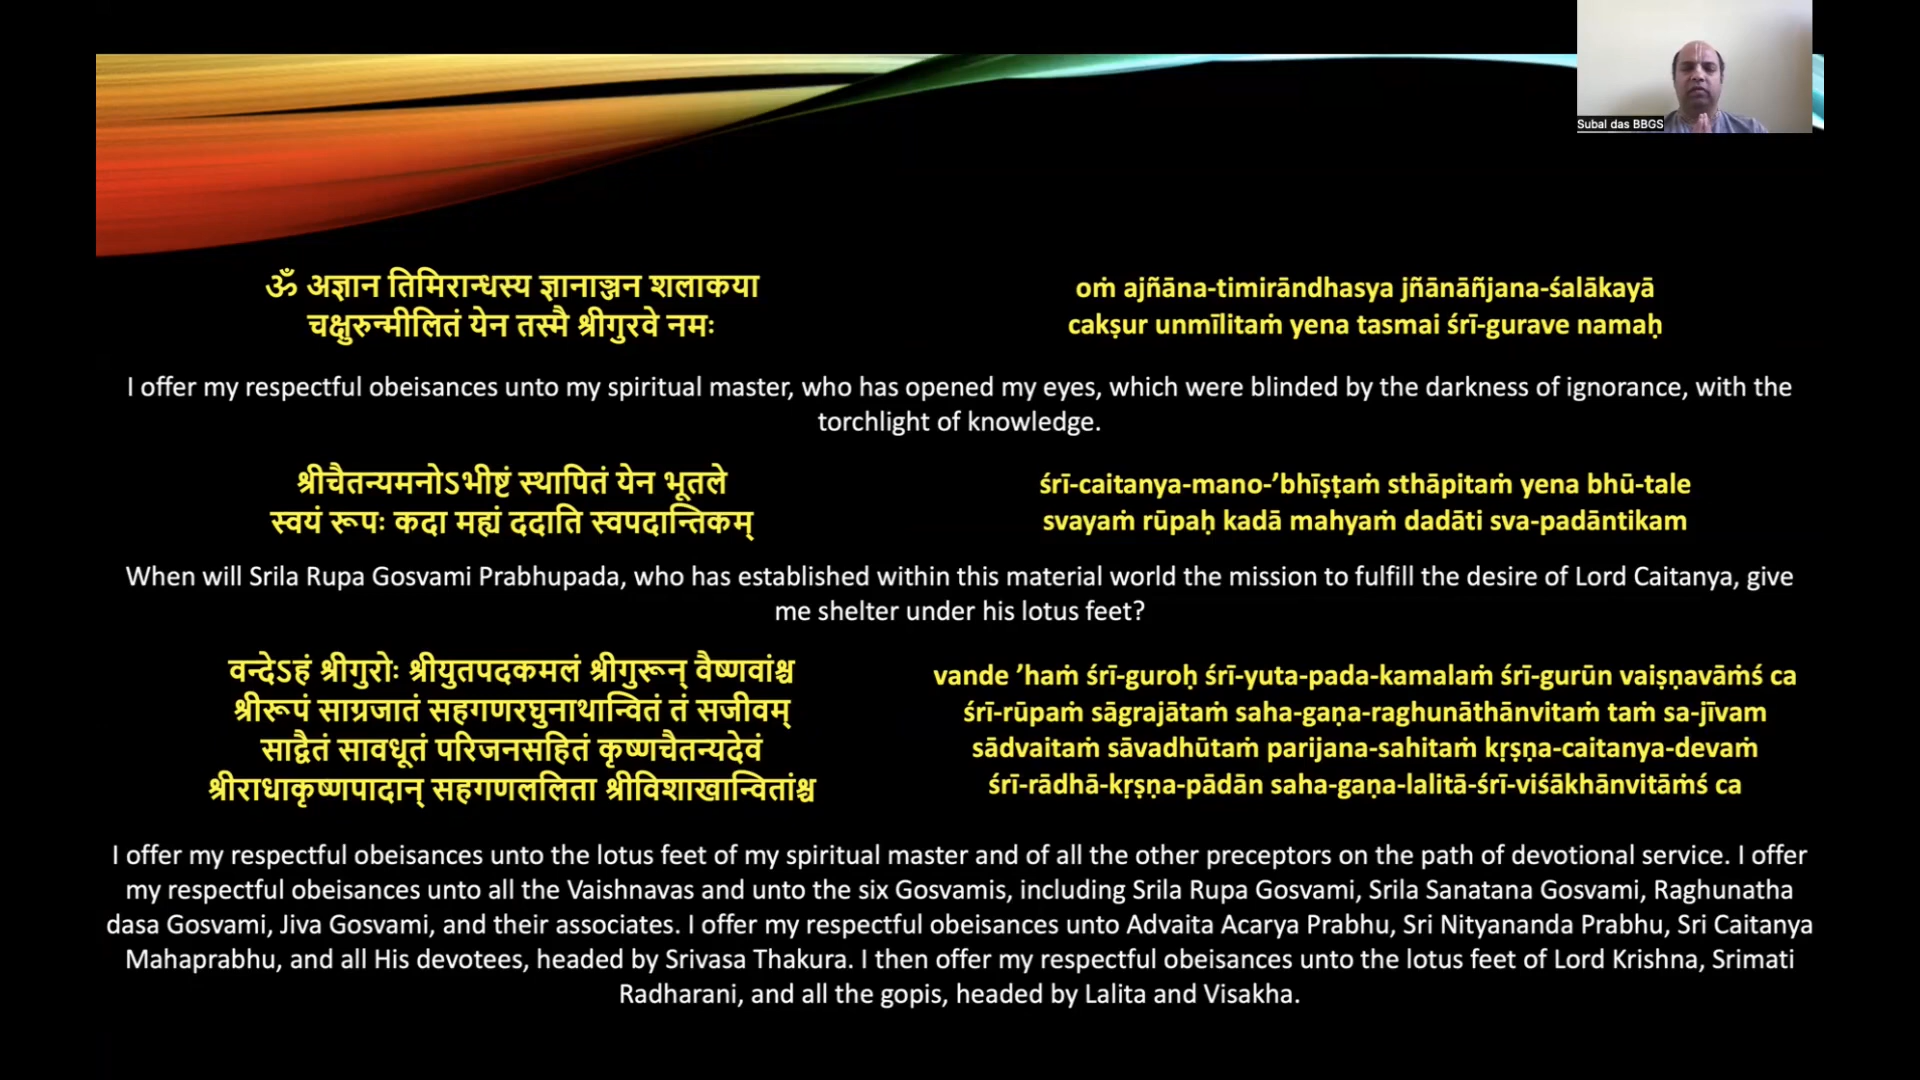 Subal das BBGS
ॐ अज्ञान तिमिरान्धस्य ज्ञानाञ्जन शलाकया
चक्षुरुन्मीलितं येन तस्मै श्रीगुरवे नमः
oṁ ajñāna-timirāndhasya jñānāñjana-śalākayā
cakṣur unmīlitaṁ yena tasmai śrī-gurave namaḥ
I offer my respectful obeisances unto my spiritual master, who has opened my eyes, which were blinded by the darkness of ignorance, with the
torchlight of knowledge.
श्रीचैतन्यमनोऽभीष्टं स्थापितं येन भूतले
स्वयं रूपः कदा मह्यं ददाति स्वपदान्तिकम्
śrī-caitanya-mano-’bhīṣṭaṁ sthāpitaṁ yena bhū-tale
svayaṁ rūpaḥ kadā mahyaṁ dadāti sva-padāntikam
When will Srila Rupa Gosvami Prabhupada, who has established within this material world the mission to fulfill the desire of Lord Caitanya, give
me shelter under his lotus feet?
वन्देऽहं श्रीगुरोः श्रीयुतपदकमलं श्रीगुरून् वैष्णवांश्च
श्रीरूपं साग्रजातं सहगणरघुनाथान्वितं तं सजीवम्
साद्वैतं सावधूतं परिजनसहितं कृष्णचैतन्यदेवं
श्रीराधाकृष्णपादान् सहगणललिता श्रीविशाखान्वितांश्च
vande ’haṁ śrī-guroḥ śrī-yuta-pada-kamalaṁ śrī-gurūn vaiṣṇavāṁś ca
śrī-rūpaṁ sāgrajātaṁ saha-gaṇa-raghunāthānvitaṁ taṁ sa-jīvam
sādvaitaṁ sāvadhūtaṁ parijana-sahitaṁ kṛṣṇa-caitanya-devaṁ
śrī-rādhā-kṛṣṇa-pādān saha-gaṇa-lalitā-śrī-viśākhānvitāṁś ca
I offer my respectful obeisances unto the lotus feet of my spiritual master and of all the other preceptors on the path of devotional service. I offer
my respectful obeisances unto all the Vaishnavas and unto the six Gosvamis, including Srila Rupa Gosvami, Srila Sanatana Gosvami, Raghunatha
dasa Gosvami, Jiva Gosvami, and their associates. I offer my respectful obeisances unto Advaita Acarya Prabhu, Sri Nityananda Prabhu, Sri Caitanya
Mahaprabhu, and all His devotees, headed by Srivasa Thakura. I then offer my respectful obeisances unto the lotus feet of Lord Krishna, Srimati
Radharani, and all the gopis, headed by Lalita and Visakha.